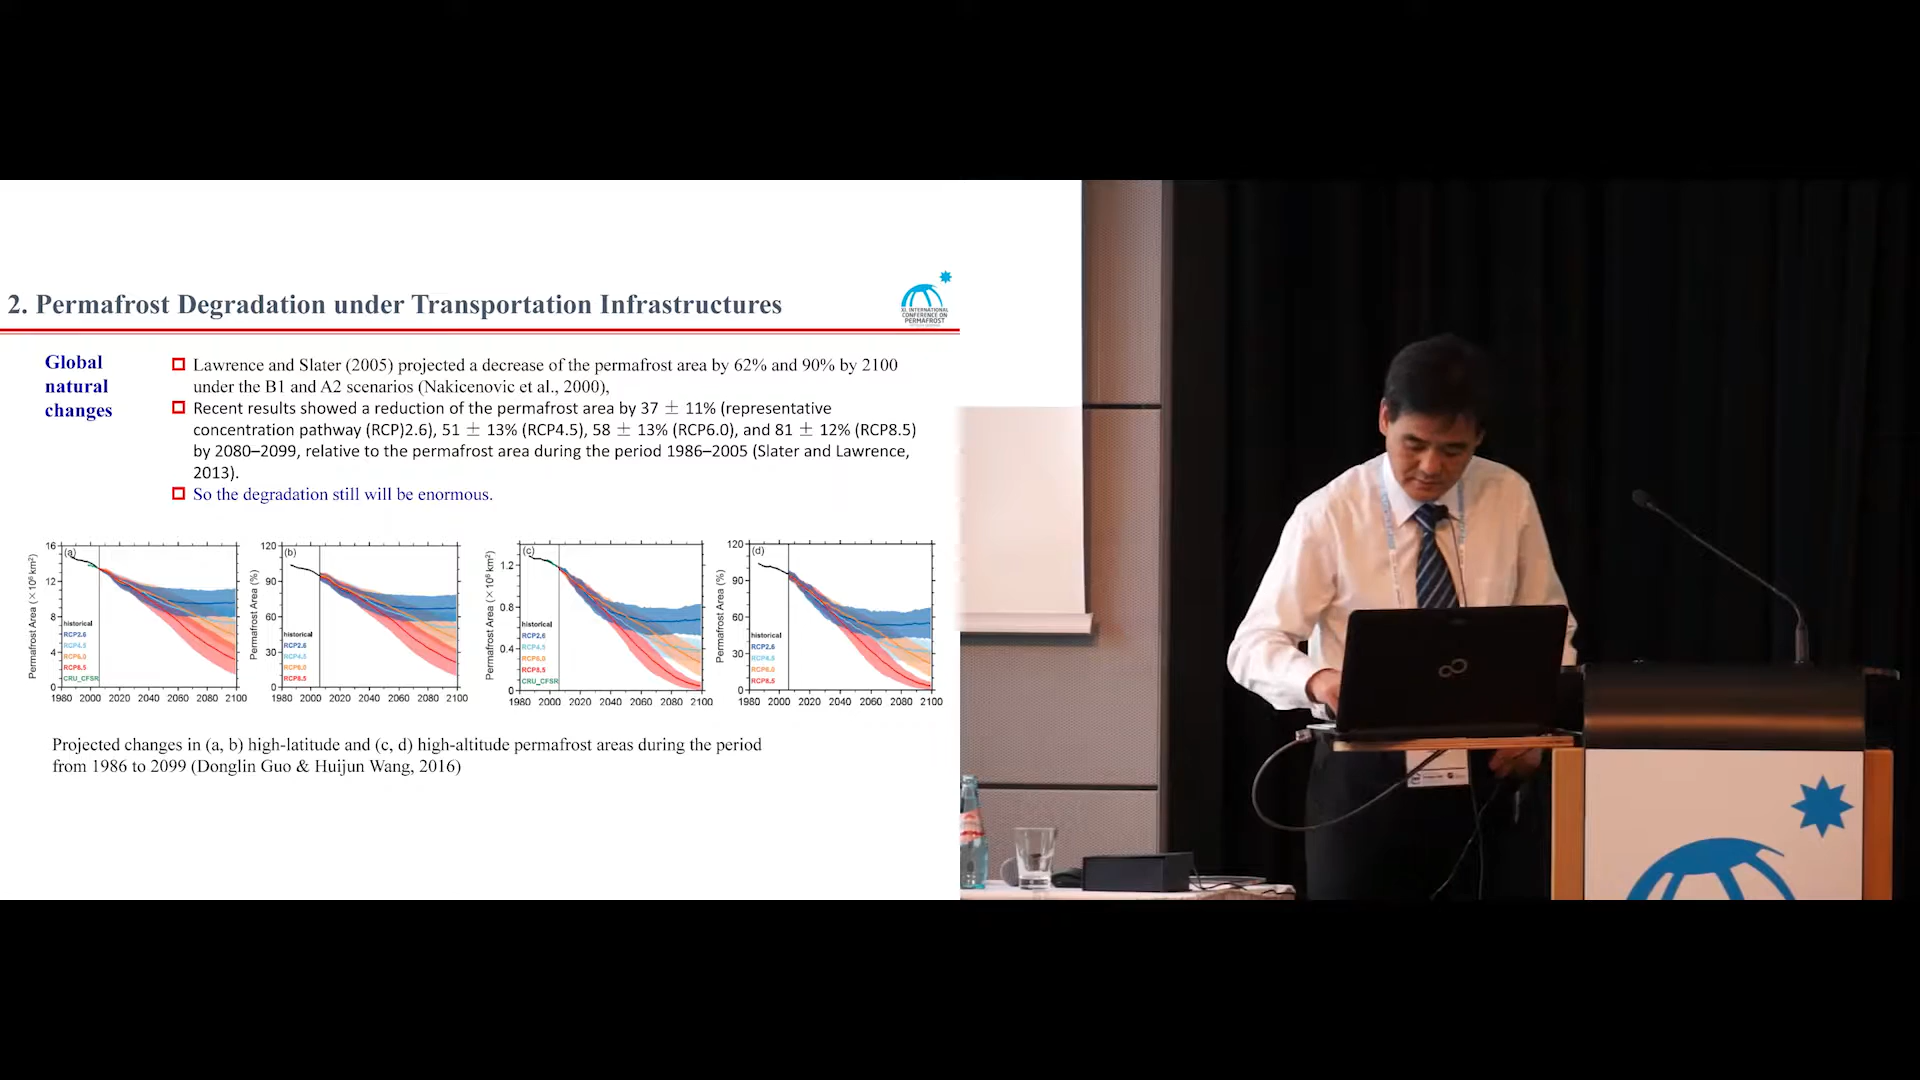 2. Permafrost Degradation under Transportation Infrastructures
XI. INTERNATIONAL
CONFERENCE ON
PERMAFROST
Global
natural
changes
Lawrence and Slater (2005) projected a decrease of the permafrost area by 62% and 90% by 2100
under the B1 and A2 scenarios (Nakicenovic et al., 2000),
Recent results showed a reduction of the permafrost area by 37 ± 11% (representative
concentration pathway (RCP)2.6), 51 ± 13% (RCP4.5), 58 ± 13% (RCP6.0), and 81 ± 12% (RCP8.5)
by 2080–2099, relative to the permafrost area during the period 1986–2005 (Slater and Lawrence,
2013).
So the degradation still will be enormous.
Permafrost Area (×10⁶ km²)
16
12
8
4
0
(a)
historical
RCP2.6
RCP4.5
RCP6.0
RCP8.5
CRU_CFSR
1980 2000 2020 2040 2060 2080 2100
Permafrost Area (%)
120
90
60
30
0
(b)
historical
RCP2.6
RCP4.5
RCP6.0
RCP8.5
1980 2000 2020 2040 2060 2080 2100
Permafrost Area (×10⁶ km²)
1.2
0.8
0.4
0
(c)
historical
RCP2.6
RCP4.5
RCP6.0
RCP8.5
CRU_CFSR
1980 2000 2020 2040 2060 2080 2100
Permafrost Area (%)
120
90
60
30
0
(d)
historical
RCP2.6
RCP4.5
RCP6.0
RCP8.5
1980 2000 2020 2040 2060 2080 2100
Projected changes in (a, b) high-latitude and (c, d) high-altitude permafrost areas during the period
from 1986 to 2099 (Donglin Guo & Huijun Wang, 2016)